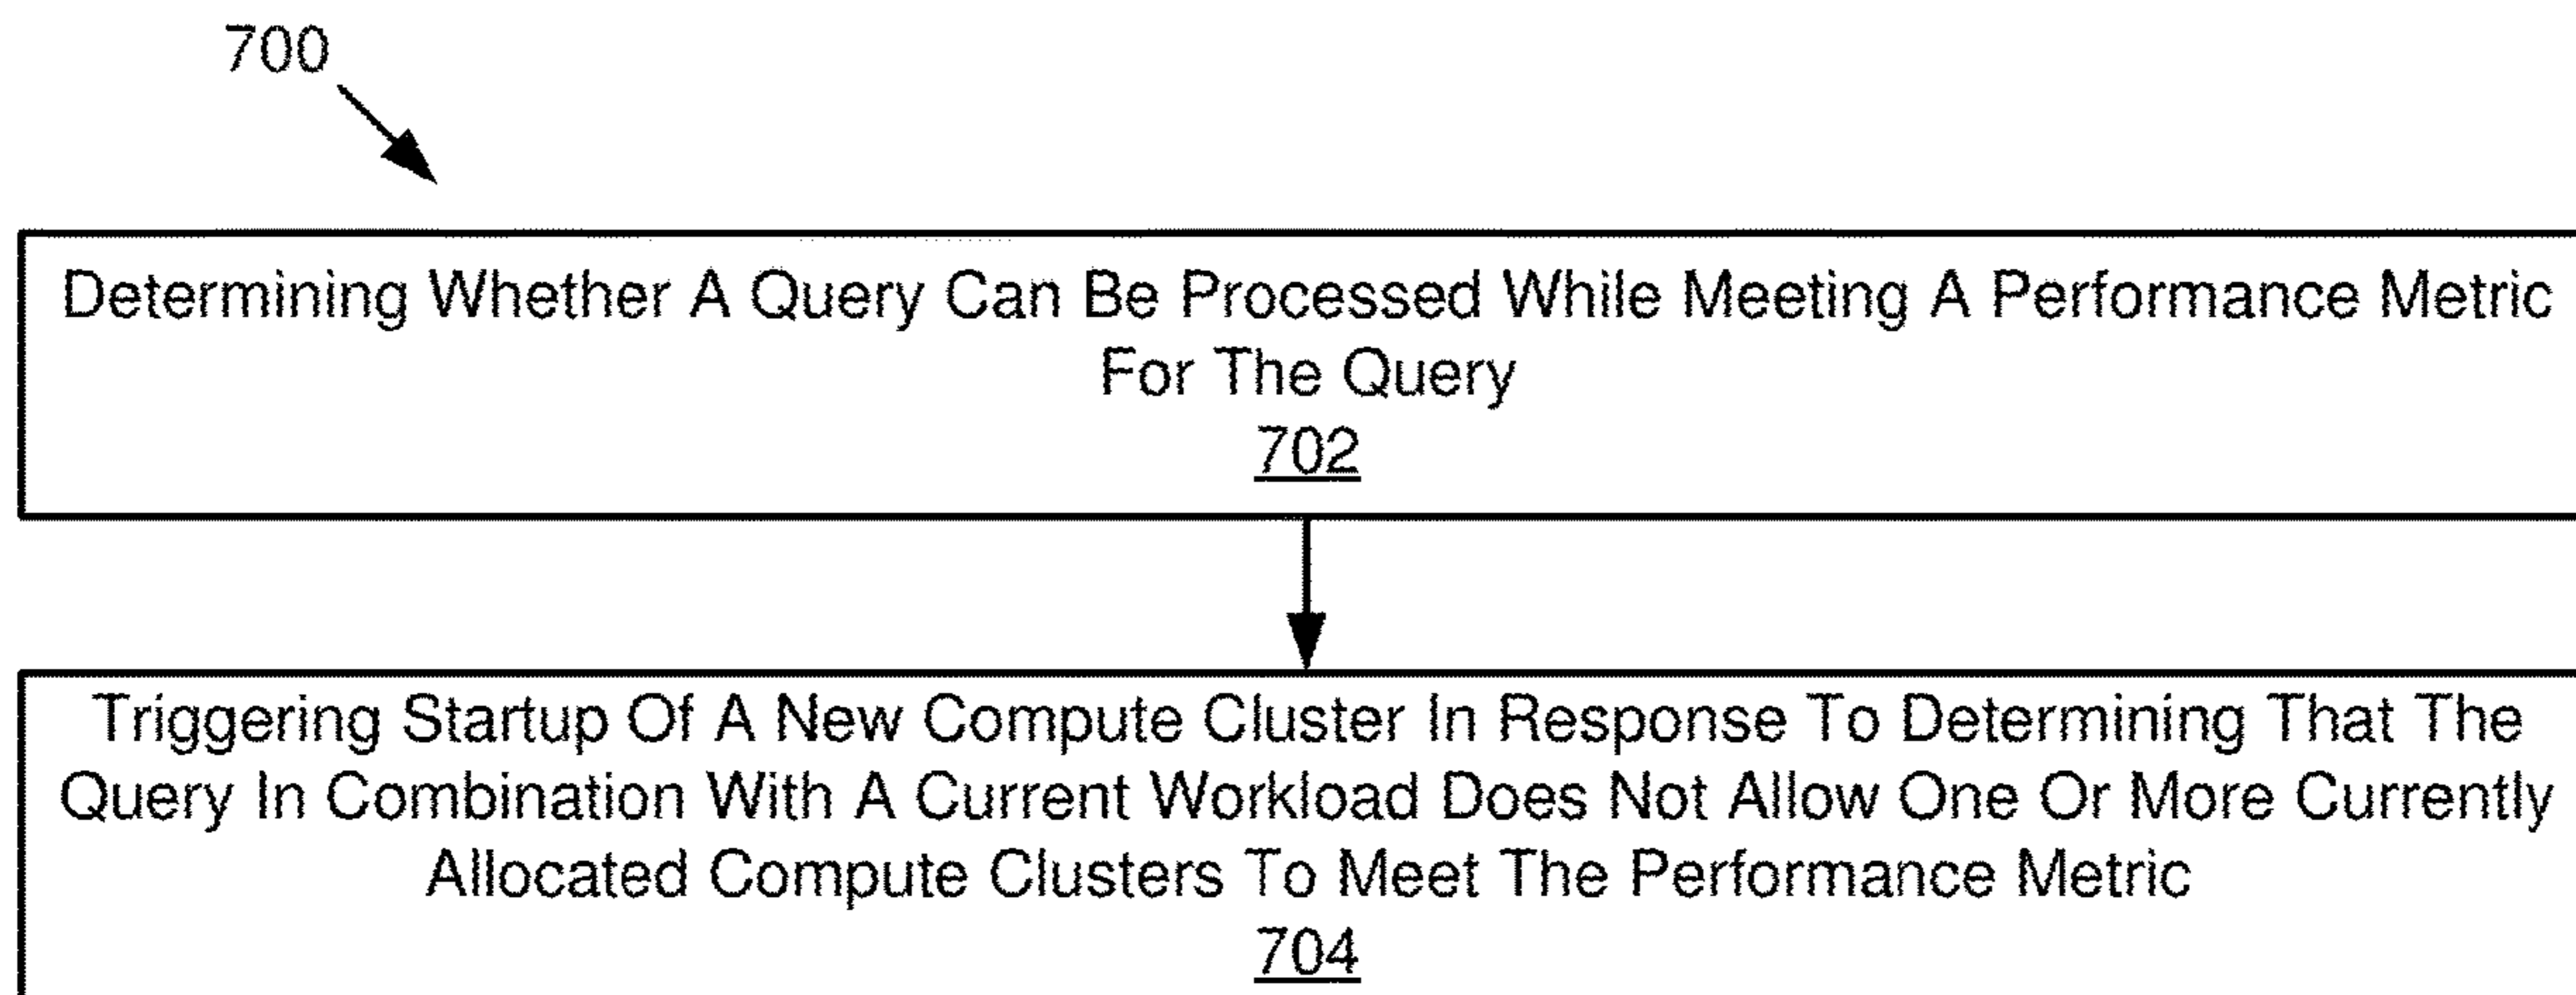 700
Determining Whether A Query Can Be Processed While Meeting A Performance Metric
For The Query
702
Triggering Startup Of A New Compute Cluster In Response To Determining That The
Query In Combination With A Current Workload Does Not Allow One Or More Currently
Allocated Compute Clusters To Meet The Performance Metric
704